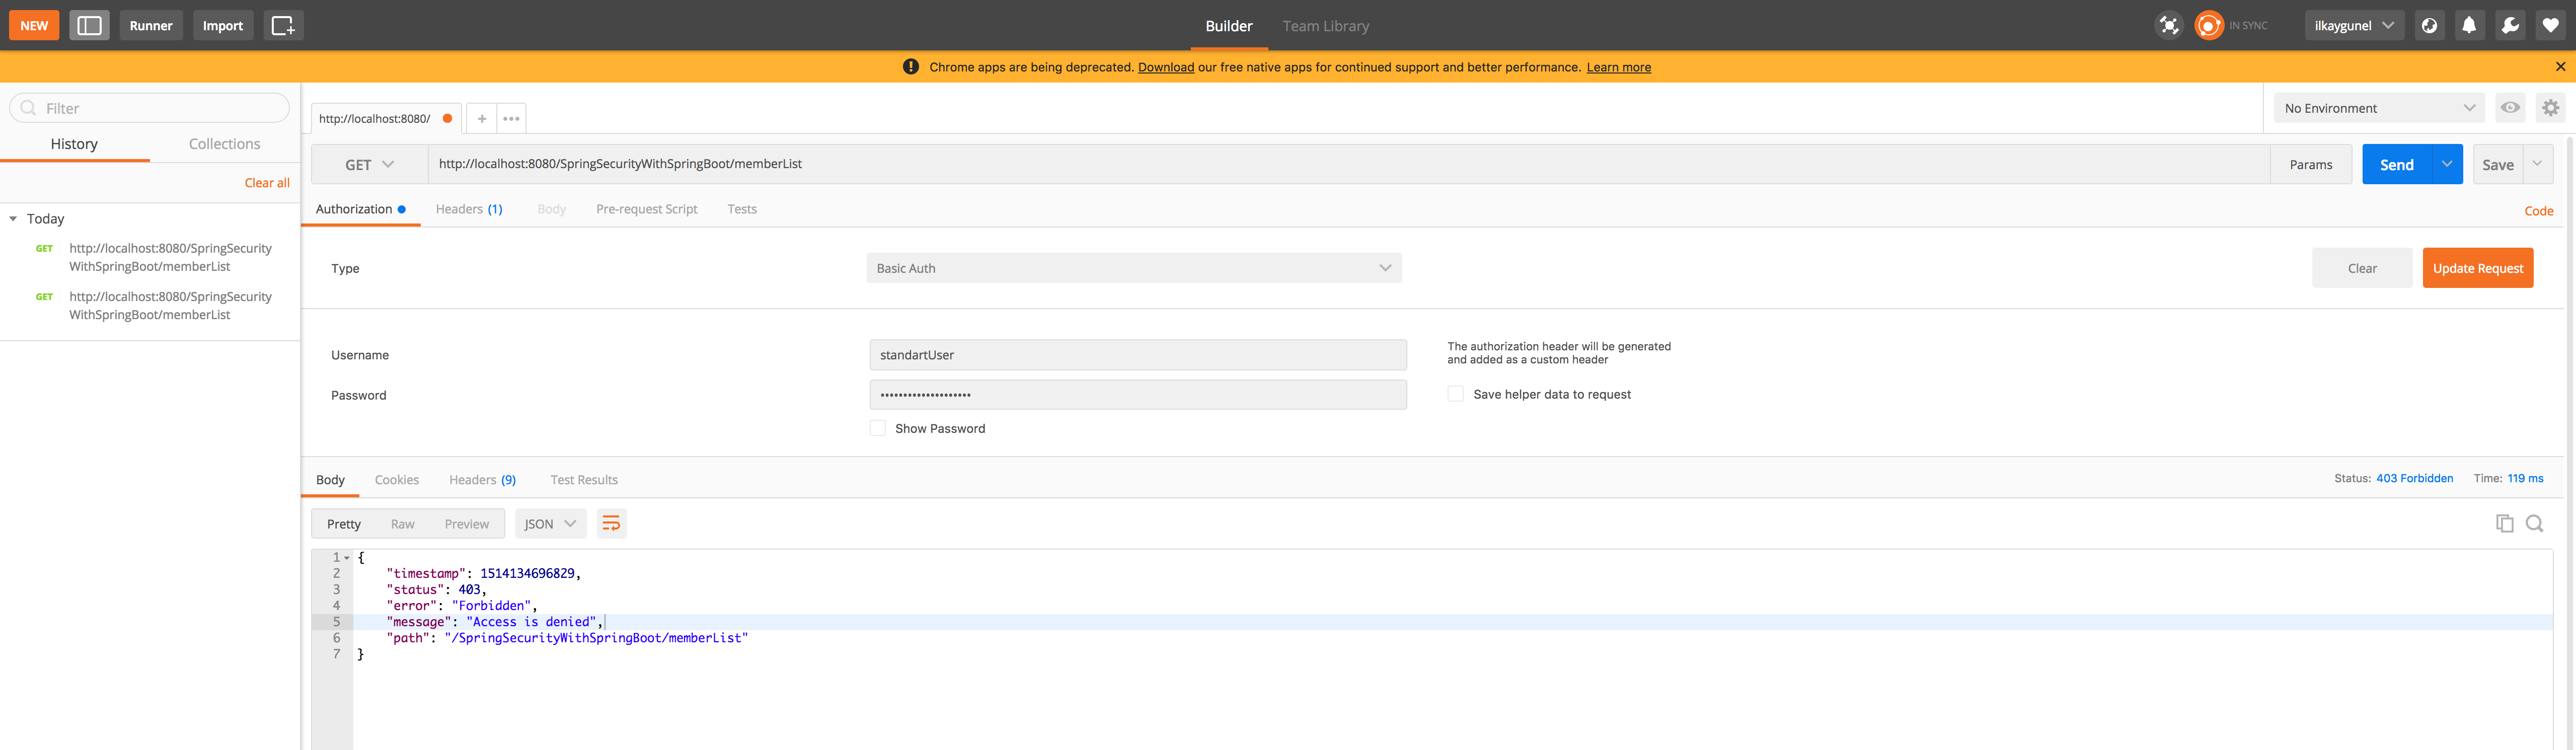 NEW Runner Import Builder Team Library IN SYNC ilkaygunel
Chrome apps are being deprecated. Download our free native apps for continued support and better performance. Learn more
Filter
History Collections
Clear all
Today
GET http://localhost:8080/SpringSecurity
WithSpringBoot/memberList
GET http://localhost:8080/SpringSecurity
WithSpringBoot/memberList
http://localhost:8080/ + ••• No Environment
GET http://localhost:8080/SpringSecurityWithSpringBoot/memberList Params Send Save
Authorization Headers (1) Body Pre-request Script Tests Code
Type Basic Auth Clear Update Request
Username standartUser
The authorization header will be generated
and added as a custom header
Password •••••••••••••••••••• Save helper data to request
Show Password
Body Cookies Headers (9) Test Results Status: 403 Forbidden Time: 119 ms
Pretty Raw Preview JSON
1 {
2 "timestamp": 1514134696829,
3 "status": 403,
4 "error": "Forbidden",
5 "message": "Access is denied",
6 "path": "/SpringSecurityWithSpringBoot/memberList"
7 }